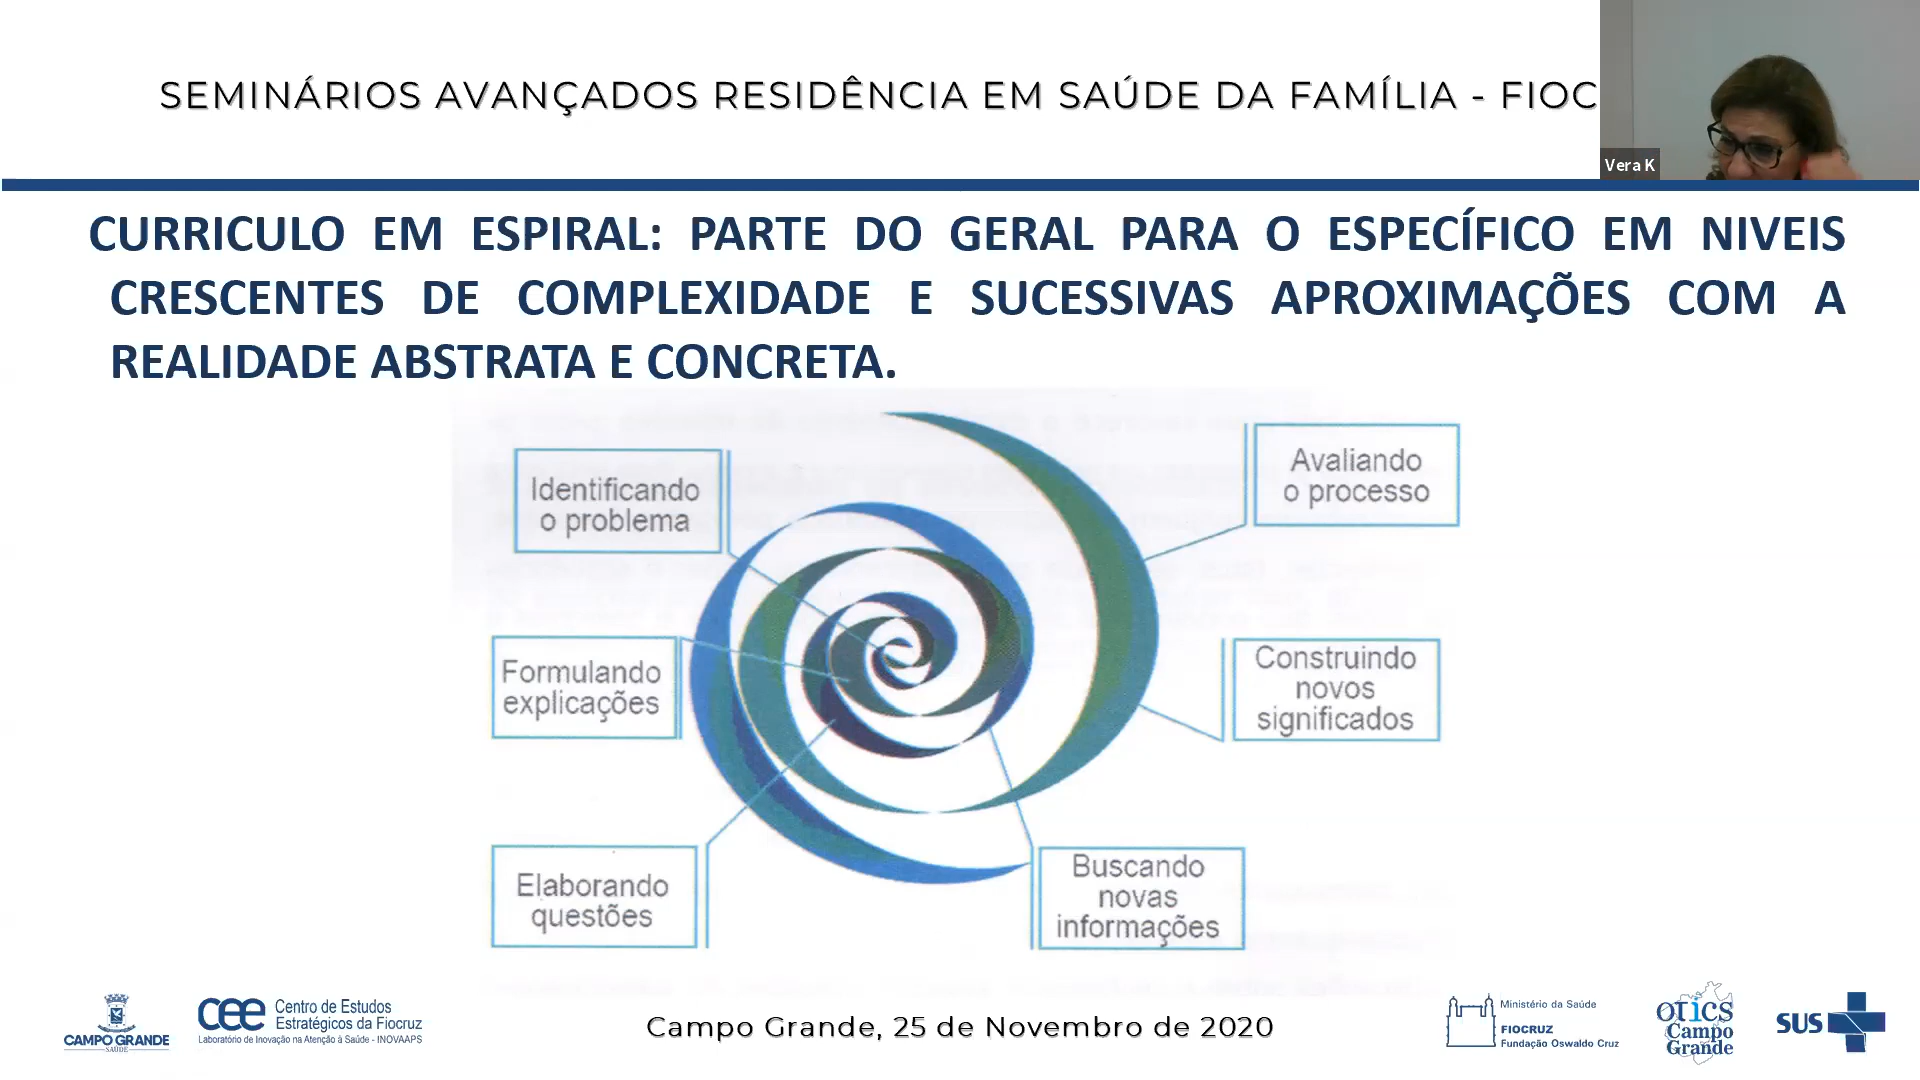 SEMINÁRIOS AVANÇADOS RESIDÊNCIA EM SAÚDE DA FAMÍLIA - FIOC
Vera K
CURRICULO EM ESPIRAL: PARTE DO GERAL PARA O ESPECÍFICO EM NIVEIS
CRESCENTES DE COMPLEXIDADE E SUCESSIVAS APROXIMAÇÕES COM A
REALIDADE ABSTRATA E CONCRETA.
Identificando
o problema
Avaliando
o processo
Formulando
explicações
Construindo
novos
significados
Elaborando
questões
Buscando
novas
informações
CAMPO GRANDE
SAÚDE
cee
Centro de Estudos
Estratégicos da Fiocruz
Laboratório de Inovação na Atenção à Saúde - INOVAAPS
Campo Grande, 25 de Novembro de 2020
Ministério da Saúde
FIOCRUZ
Fundação Oswaldo Cruz
OTICS
Campo
Grande
SUS